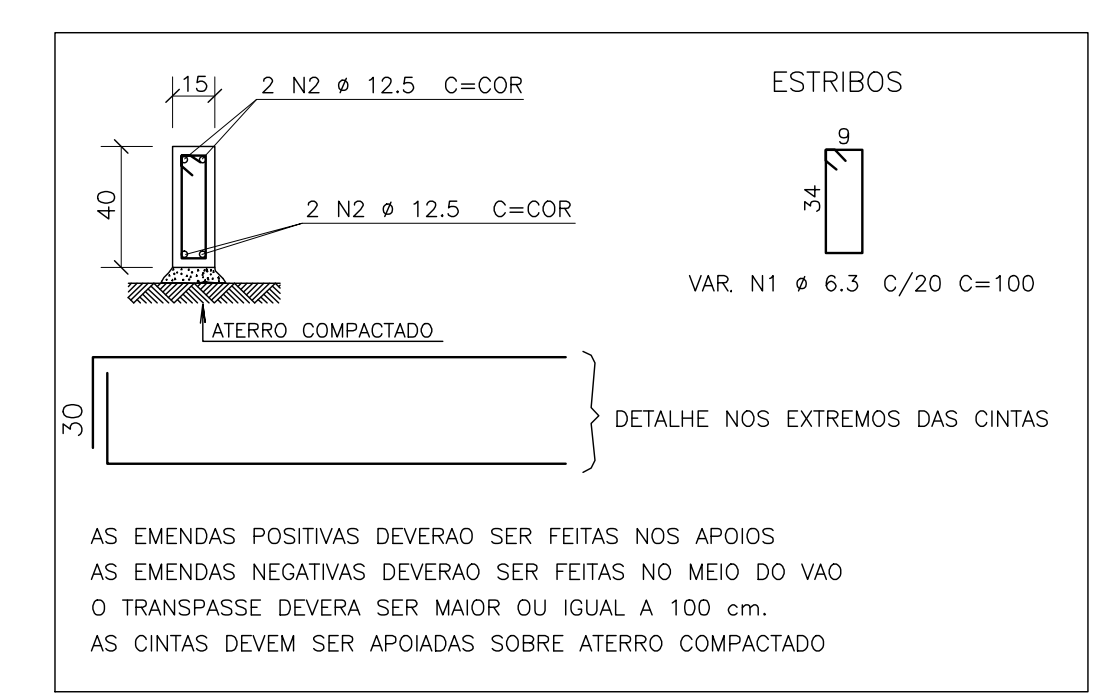 15
2 N2 ø 12.5 C=COR
ESTRIBOS
9
40
34
2 N2 ø 12.5 C=COR
VAR. N1 ø 6.3 C/20 C=100
ATERRO COMPACTADO
30
DETALHE NOS EXTREMOS DAS CINTAS
AS EMENDAS POSITIVAS DEVERAO SER FEITAS NOS APOIOS
AS EMENDAS NEGATIVAS DEVERAO SER FEITAS NO MEIO DO VAO
O TRANSPASSE DEVERA SER MAIOR OU IGUAL A 100 cm.
AS CINTAS DEVEM SER APOIADAS SOBRE ATERRO COMPACTADO